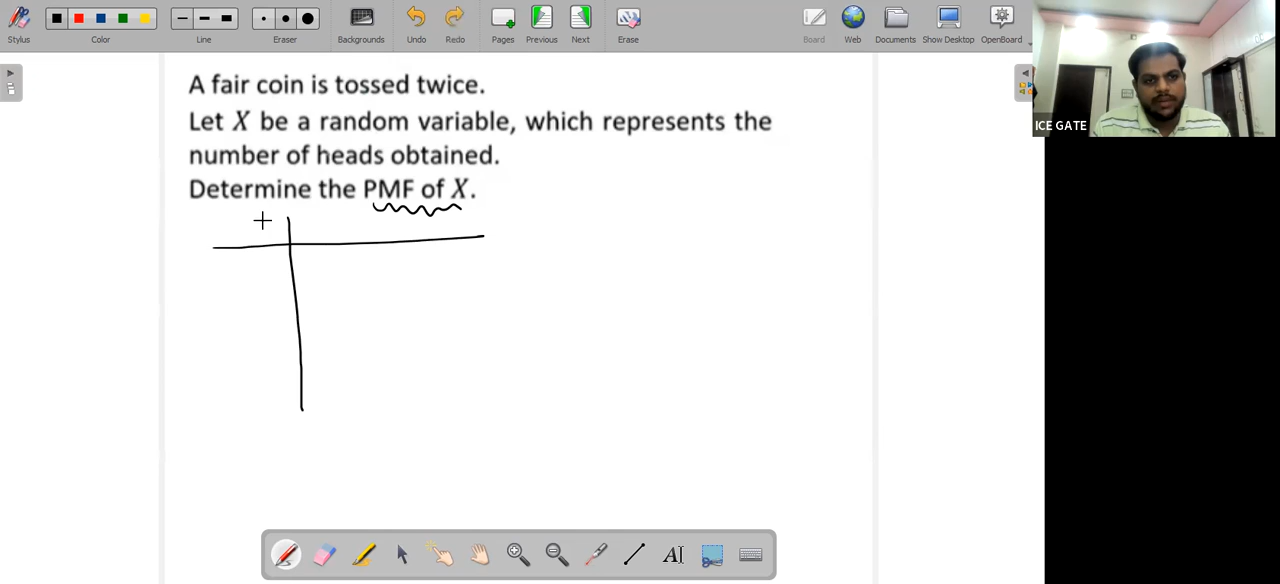 Stylus Color Line Eraser Backgrounds Undo Redo Pages Previous Next Erase Board Web Documents Show Desktop OpenBoard
A fair coin is tossed twice.
Let X be a random variable, which represents the
number of heads obtained.
Determine the PMF of X.
ICE GATE
AI